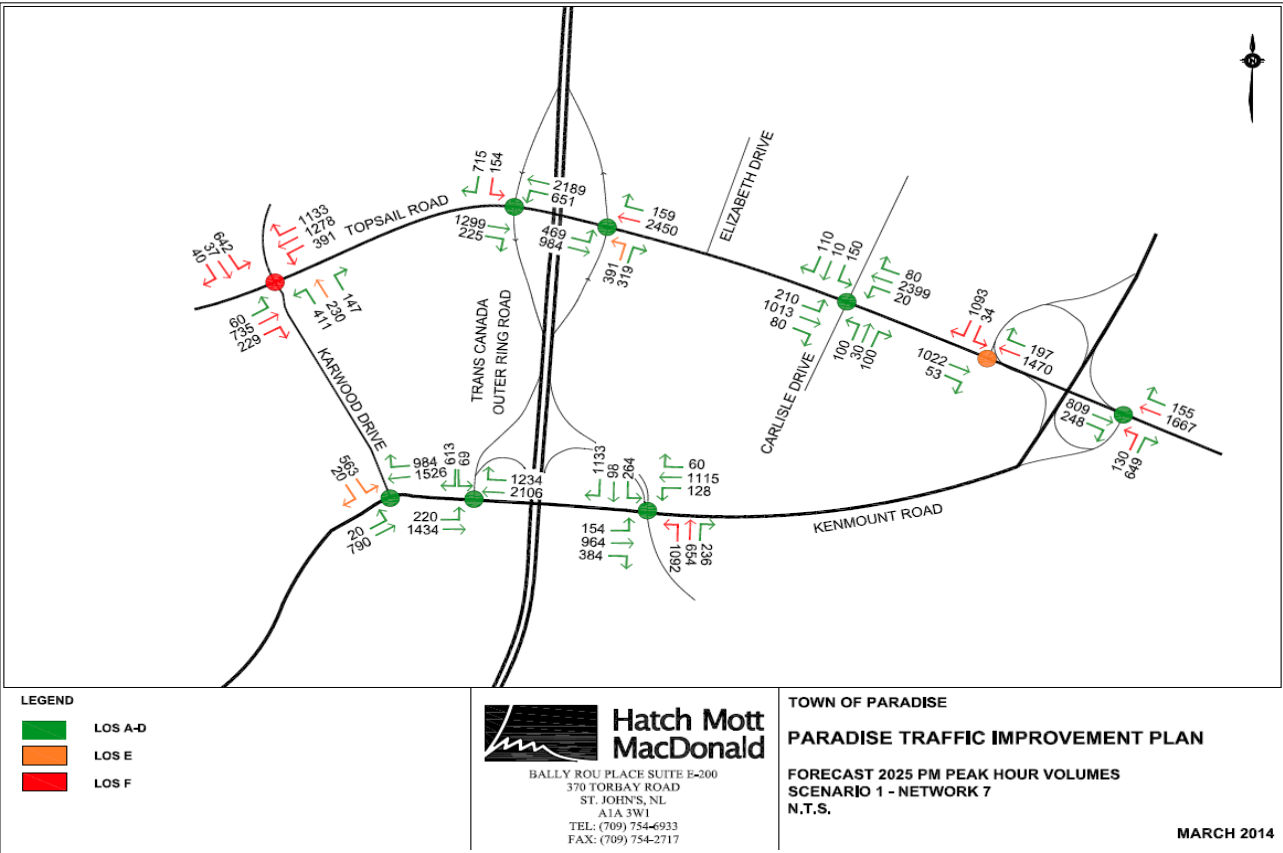 715
154
2189
651
1299
225
TOPSAIL ROAD
469
984
159
2450
391
319
ELIZABETH DRIVE
1133
1278
391
642
37
40
60
735
229
147
230
411
KARWOOD DRIVE
TRANS CANADA
OUTER RING ROAD
110
10
150
80
2399
20
210
1013
80
100
30
100
CARLISLE DRIVE
1093
34
197
1470
1022
53
809
248
155
1667
130
649
563
20
984
1526
20
790
613
69
1234
2106
220
1434
1133
98
264
60
1115
128
154
964
384
1092
654
236
KENMOUNT ROAD
LEGEND
LOS A-D
LOS E
LOS F
Hatch Mott
MacDonald
BALLY ROU PLACE SUITE E-200
370 TORBAY ROAD
ST. JOHN'S, NL
A1A 3W1
TEL: (709) 754-6933
FAX: (709) 754-2717
TOWN OF PARADISE
PARADISE TRAFFIC IMPROVEMENT PLAN
FORECAST 2025 PM PEAK HOUR VOLUMES
SCENARIO 1 - NETWORK 7
N.T.S.
MARCH 2014